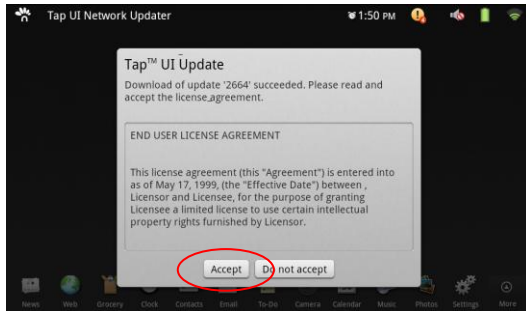 Tap UI Network Updater
1:50 PM
Tap™ UI Update
Download of update '2664' succeeded. Please read and
accept the license agreement.
END USER LICENSE AGREEMENT
This license agreement (this "Agreement") is entered into
as of May 17, 1999, (the "Effective Date") between ,
Licensor and Licensee, for the purpose of granting
Licensee a limited license to use certain intellectual
property rights furnished by Licensor.
Accept Do not accept
News Web Grocery Clock Contacts Email To-Do Camera Calendar Music Photos Settings More